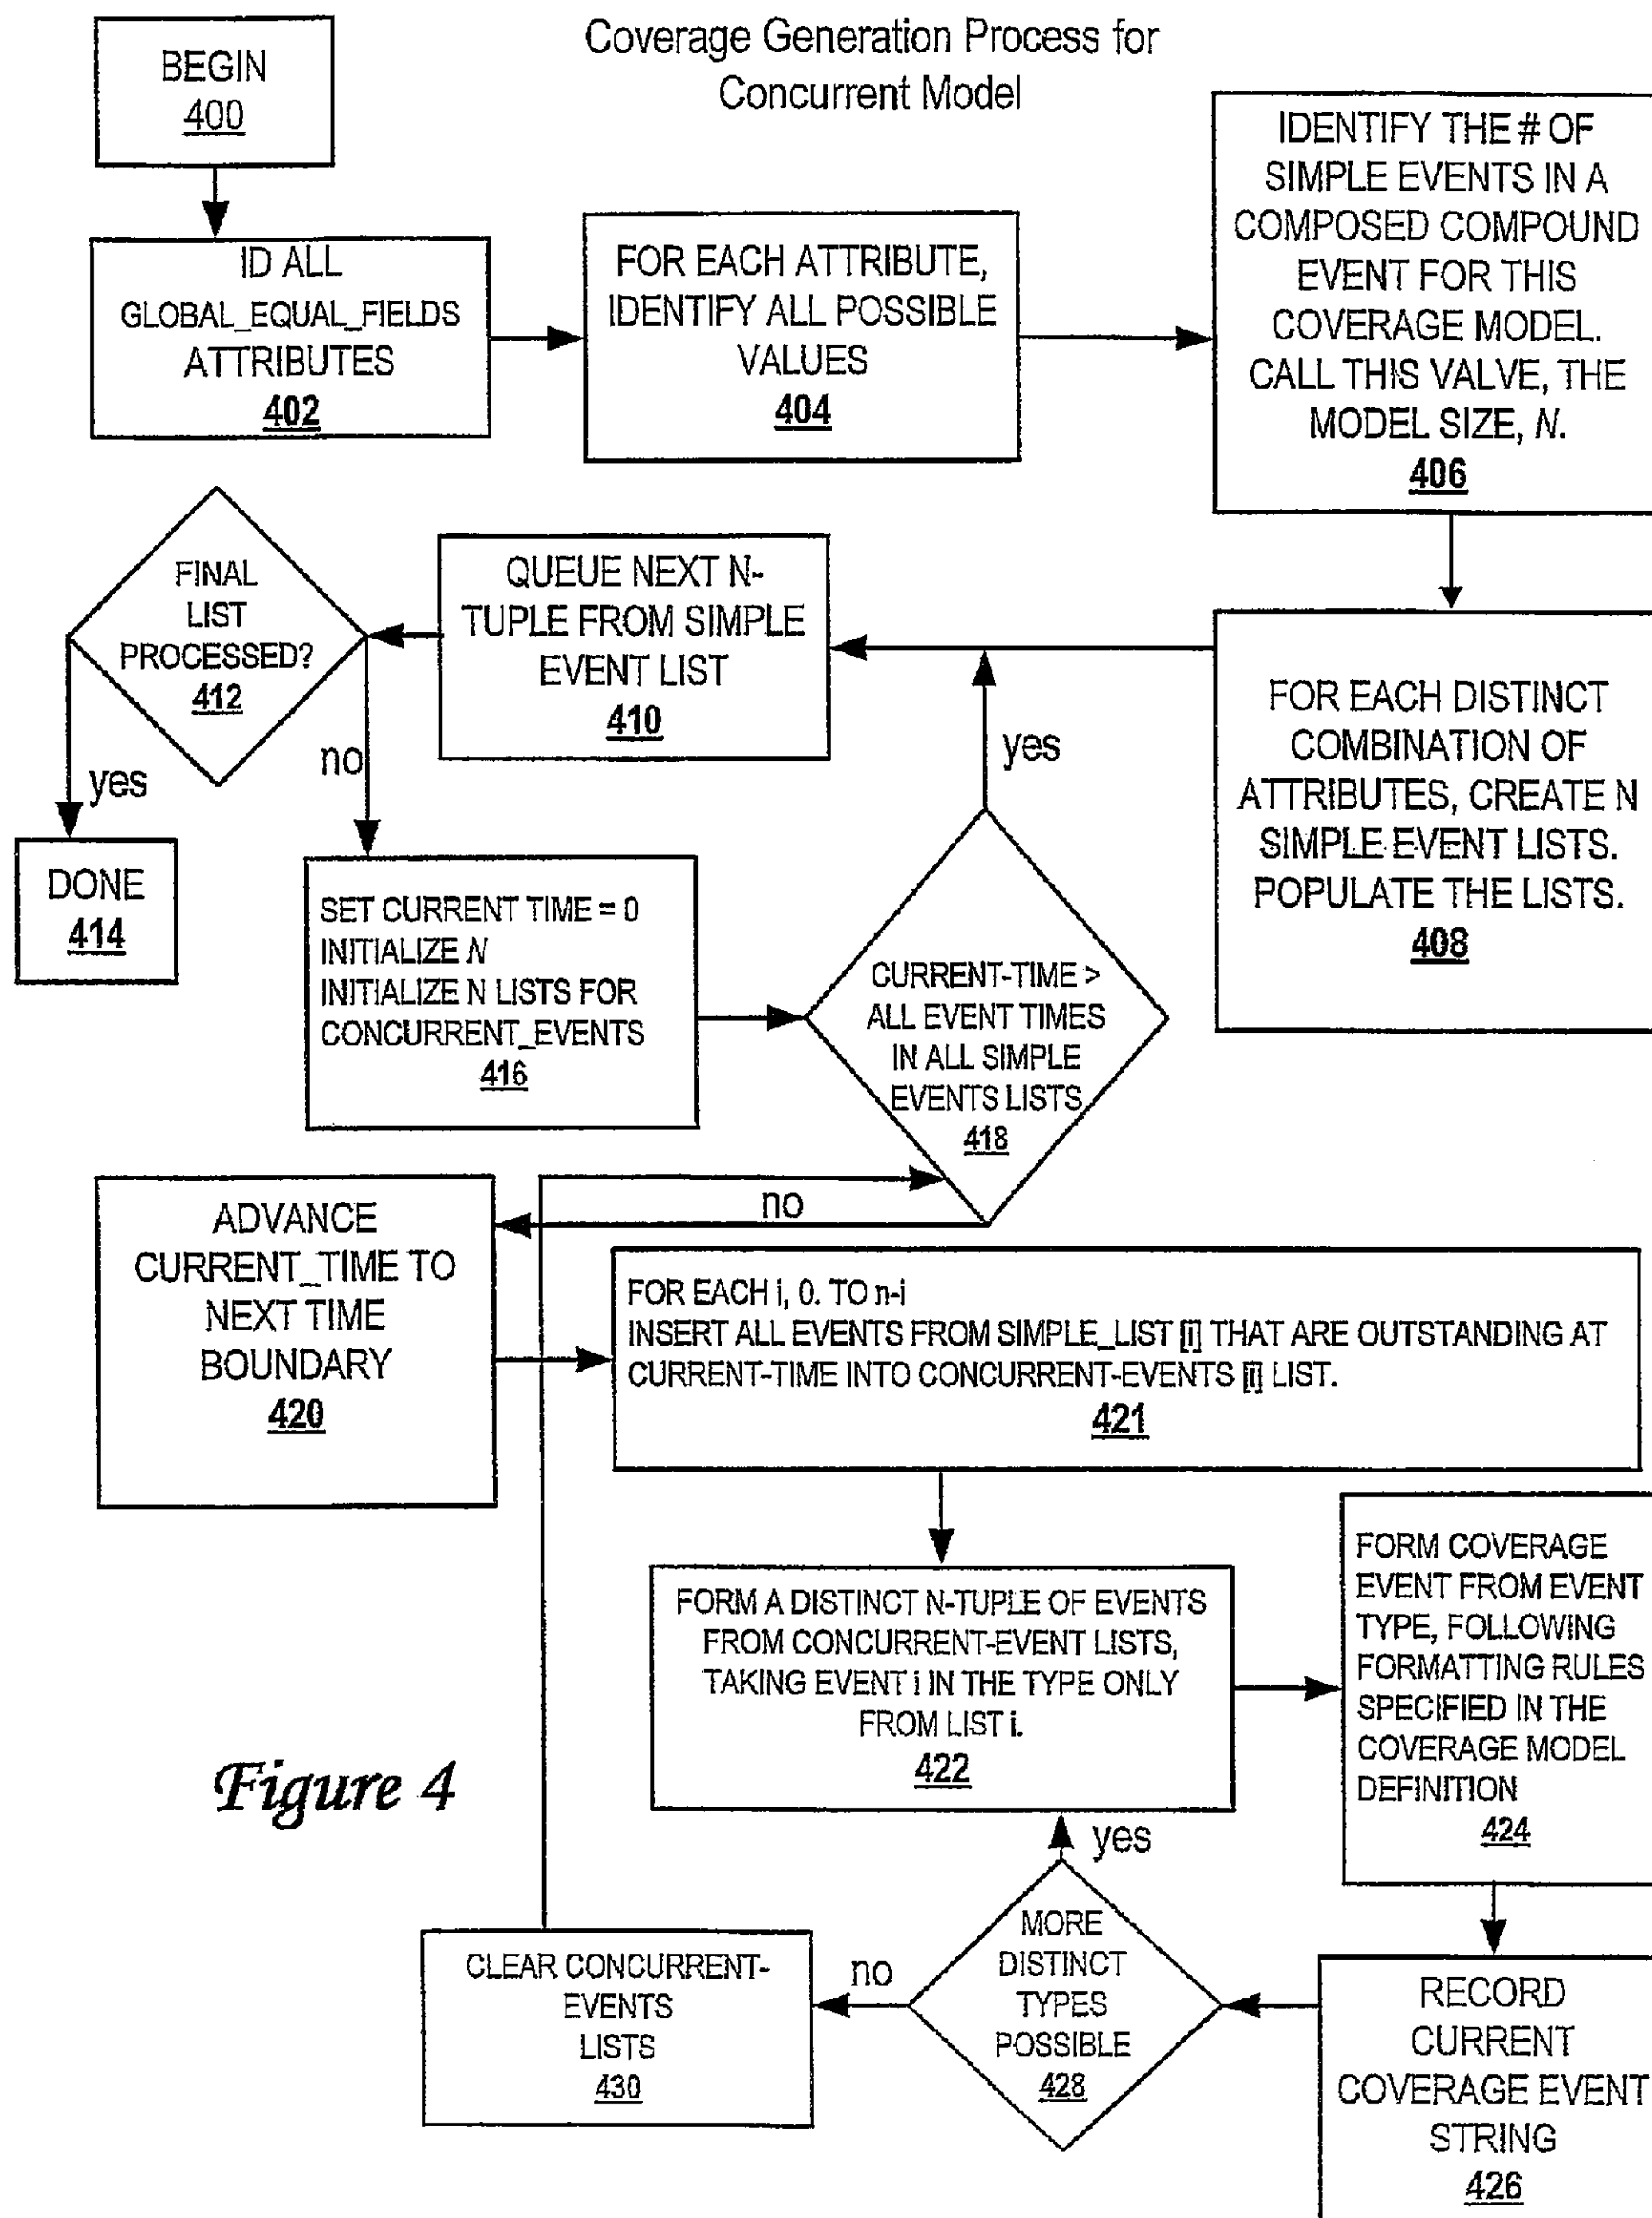 Coverage Generation Process for
Concurrent Model
BEGIN
400
ID ALL
GLOBAL_EQUAL_FIELDS
ATTRIBUTES
402
FOR EACH ATTRIBUTE,
IDENTIFY ALL POSSIBLE
VALUES
404
IDENTIFY THE # OF
SIMPLE EVENTS IN A
COMPOSED COMPOUND
EVENT FOR THIS
COVERAGE MODEL.
CALL THIS VALVE, THE
MODEL SIZE, N.
406
FOR EACH DISTINCT
COMBINATION OF
ATTRIBUTES, CREATE N
SIMPLE EVENT LISTS.
POPULATE THE LISTS.
408
QUEUE NEXT N-
TUPLE FROM SIMPLE
EVENT LIST
410
FINAL
LIST
PROCESSED?
412
yes
no
DONE
414
SET CURRENT TIME = 0
INITIALIZE N
INITIALIZE N LISTS FOR
CONCURRENT_EVENTS
416
yes
CURRENT-TIME >
ALL EVENT TIMES
IN ALL SIMPLE
EVENTS LISTS
418
no
ADVANCE
CURRENT_TIME TO
NEXT TIME
BOUNDARY
420
FOR EACH i, 0. TO n-i
INSERT ALL EVENTS FROM SIMPLE_LIST [i] THAT ARE OUTSTANDING AT
CURRENT-TIME INTO CONCURRENT-EVENTS [i] LIST.
421
FORM A DISTINCT N-TUPLE OF EVENTS
FROM CONCURRENT-EVENT LISTS,
TAKING EVENT i IN THE TYPE ONLY
FROM LIST i.
422
FORM COVERAGE
EVENT FROM EVENT
TYPE, FOLLOWING
FORMATTING RULES
SPECIFIED IN THE
COVERAGE MODEL
DEFINITION
424
RECORD
CURRENT
COVERAGE EVENT
STRING
426
yes
MORE
DISTINCT
TYPES
POSSIBLE
428
no
CLEAR CONCURRENT-
EVENTS
LISTS
430
Figure 4